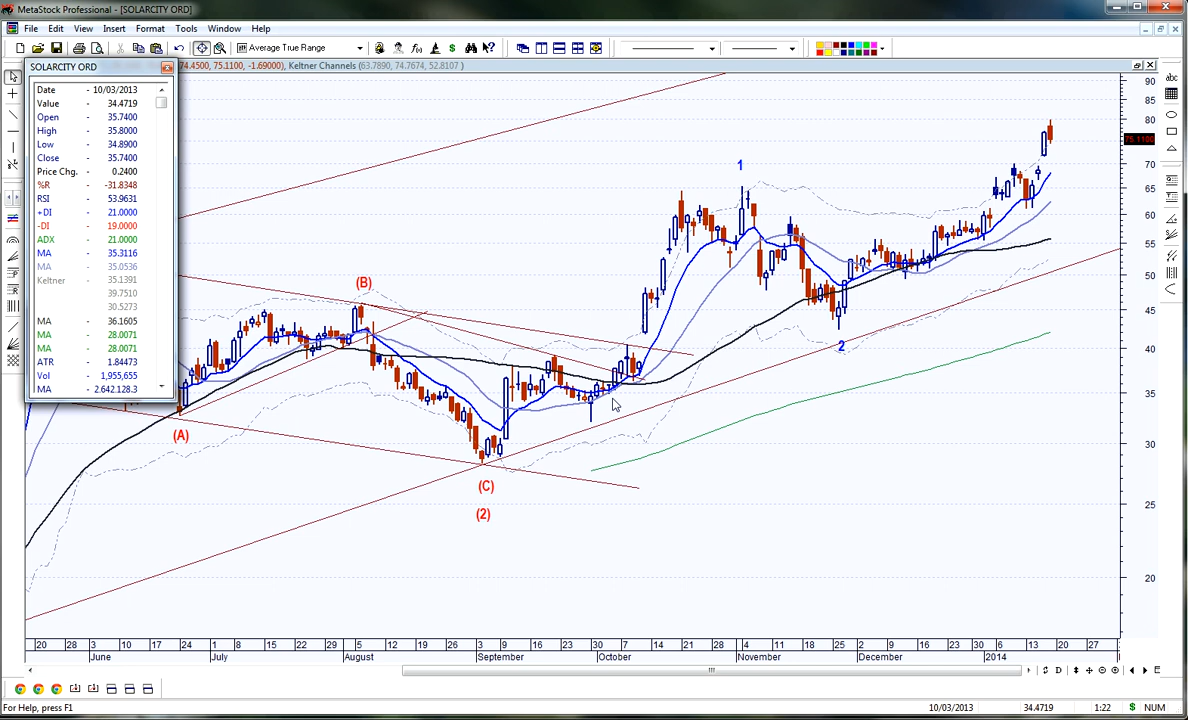 MetaStock Professional - [SOLARCITY ORD]
File Edit View Insert Format Tools Window Help
Average True Range
SOLARCITY ORD
74.4500, 75.1100, -1.69000), Keltner Channels (63.7890, 74.7674, 52.8107 )
Date - 10/03/2013
Value - 34.4719
Open - 35.7400
High - 35.8000
Low - 34.8900
Close - 35.7400
Price Chg. - 0.2400
%R - -31.8348
RSI - 53.9631
+DI - 21.0000
-DI - 19.0000
ADX - 21.0000
MA - 35.3116
MA - 35.0536
Keltner - 35.1391
39.7510
30.5273
MA - 36.1605
MA - 28.0071
MA - 28.0071
ATR - 1.84473
Vol - 1,955,655
MA - 2.642.128.3
abc
90
85
80
75.1100
70
65
60
55
50
45
40
35
30
25
20
1
(B)
2
(A)
(C)
(2)
20 28 3 10 17 24 1 8 15 22 29 5 12 19 26 3 9 16 23 30 7 14 21 28 4 11 18 25 2 9 16 23 30 6 13 20 27
June July August September October November December 2014
D
For Help, press F1
10/03/2013 34.4719 1:22 $ NUM